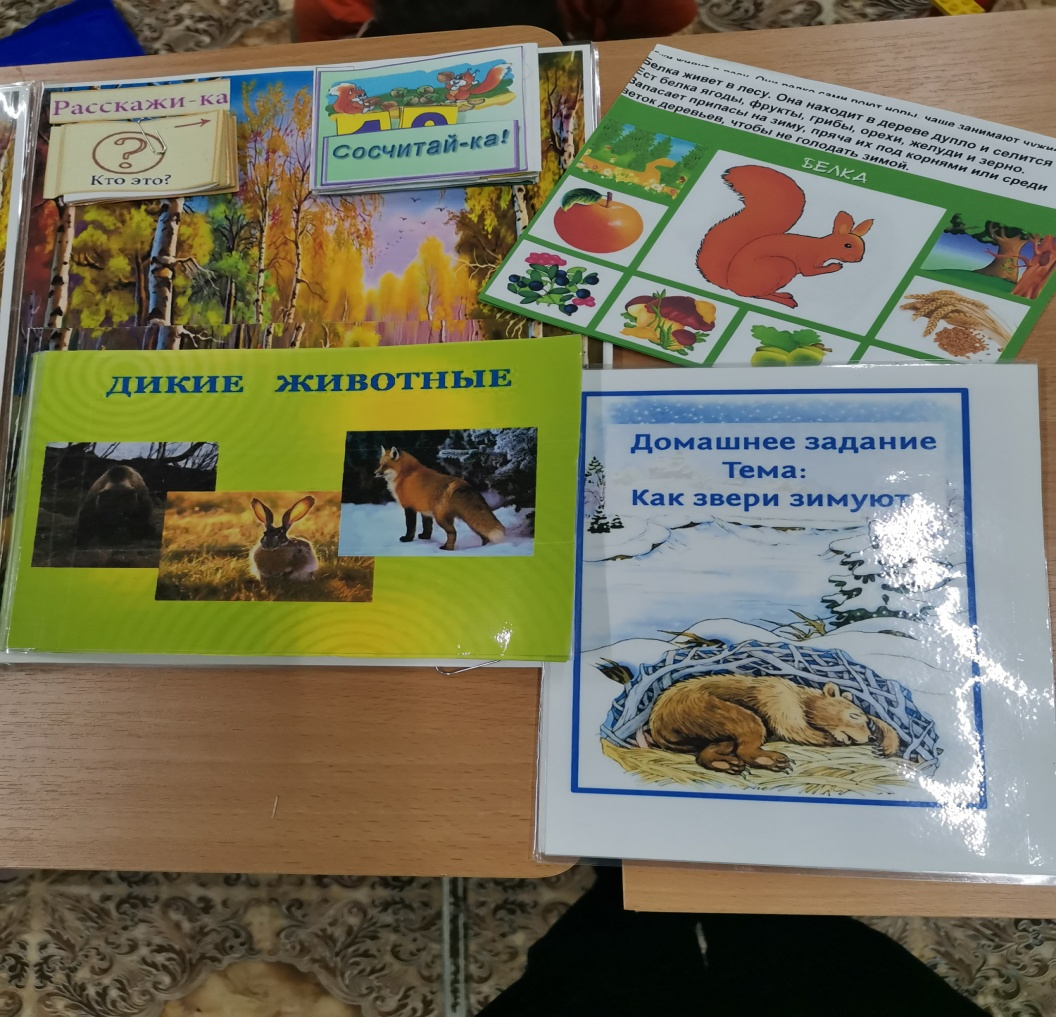 Расскажи-ка
?
Кто это?
Сосчитай-ка!
Белка живет в лесу. Она находит в дереве дупло и селится
Ест белка ягоды, фрукты, грибы, орехи, желуди и зерно.
Запасает припасы на зиму, пряча их под корнями или среди
веток деревьев, чтобы не голодать зимой.
БЕЛКА
ДИКИЕ ЖИВОТНЫЕ
Домашнее задание
Тема:
Как звери зимуют